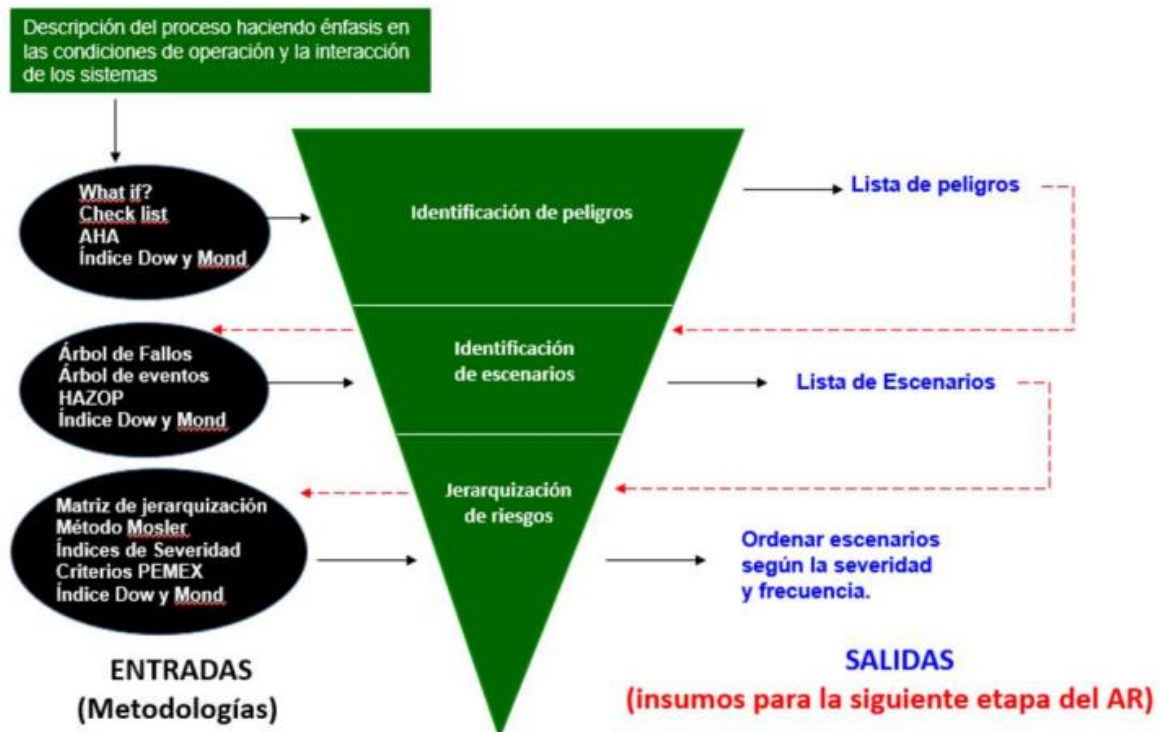 Descripción del proceso haciendo énfasis en
las condiciones de operación y la interacción
de los sistemas
What if?
Check list
AHA
Índice Dow y Mond
Identificación de peligros
Lista de peligros
Árbol de Fallos
Árbol de eventos
HAZOP
Índice Dow y Mond
Identificación
de escenarios
Lista de Escenarios
Matriz de jerarquización
Método Mosler
Índices de Severidad
Criterios PEMEX
Índice Dow y Mond
Jerarquización
de riesgos
Ordenar escenarios
según la severidad
y frecuencia.
ENTRADAS
(Metodologías)
SALIDAS
(insumos para la siguiente etapa del AR)